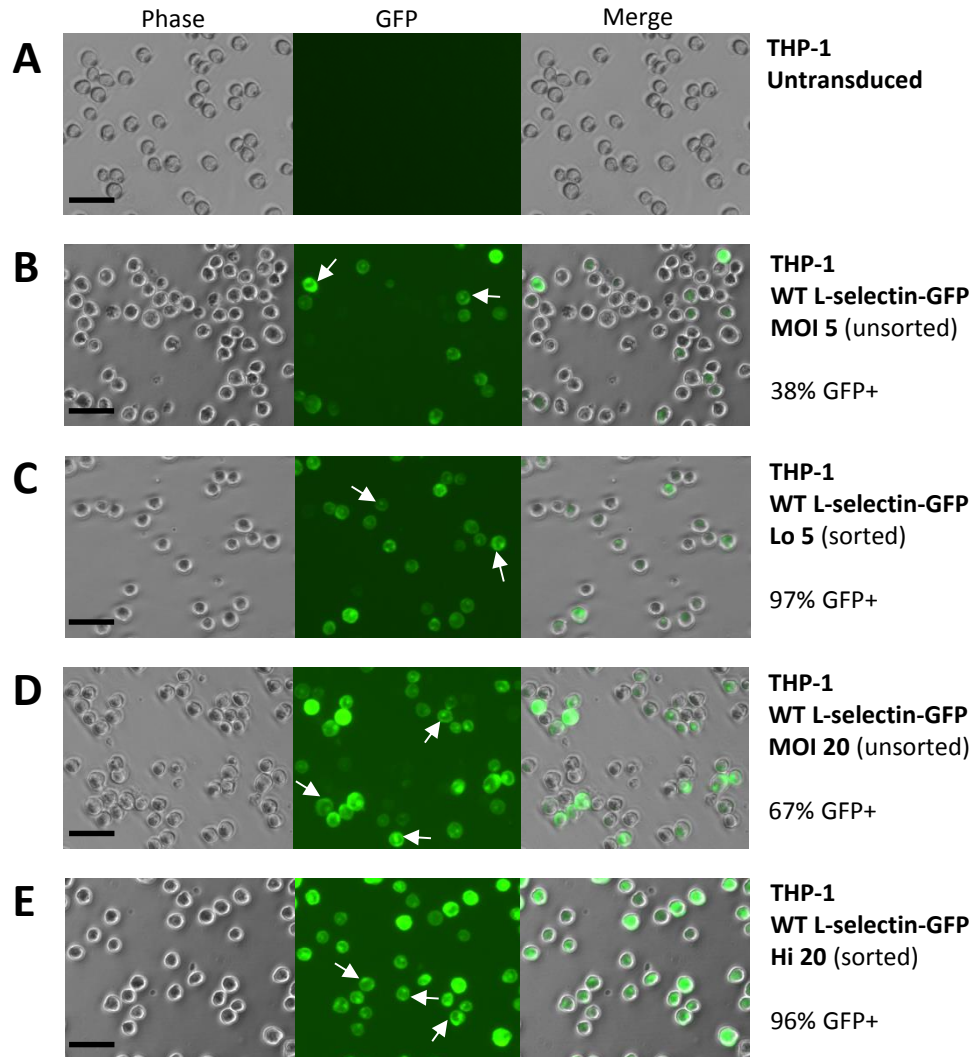 Phase GFP Merge
A
THP-1
Untransduced
B
THP-1
WT L-selectin-GFP
MOI 5 (unsorted)
38% GFP+
C
THP-1
WT L-selectin-GFP
Lo 5 (sorted)
97% GFP+
D
THP-1
WT L-selectin-GFP
MOI 20 (unsorted)
67% GFP+
E
THP-1
WT L-selectin-GFP
Hi 20 (sorted)
96% GFP+